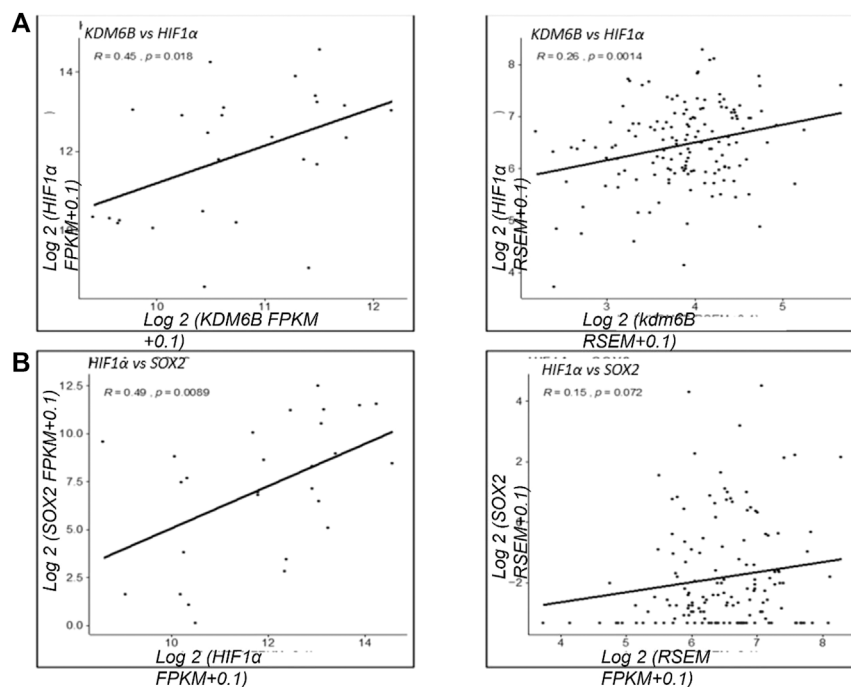 A
KDM6B vs HIF1α
R = 0.45 , p = 0.018
14
12
Log 2 (HIF1α
FPKM+0.1)
)
10
11
12
Log 2 (KDM6B FPKM
+0.1)
KDM6B vs HIF1α
R = 0.26 , p = 0.0014
8
7
6
5
4
Log 2 (HIF1α
RSEM+0.1)
3
4
5
Log 2 (kdm6B
RSEM+0.1)
B
HIF1α vs SOX2
R = 0.49 , p = 0.0089
12.5
10.0
7.5
5.0
2.5
0.0
Log 2 (SOX2 FPKM+0.1)
10
12
14
Log 2 (HIF1α
FPKM+0.1)
HIF1α vs SOX2
R = 0.15 , p = 0.072
4
2
−2
Log 2 (SOX2
RSEM+0.1)
4
5
6
7
8
Log 2 (RSEM
FPKM+0.1)